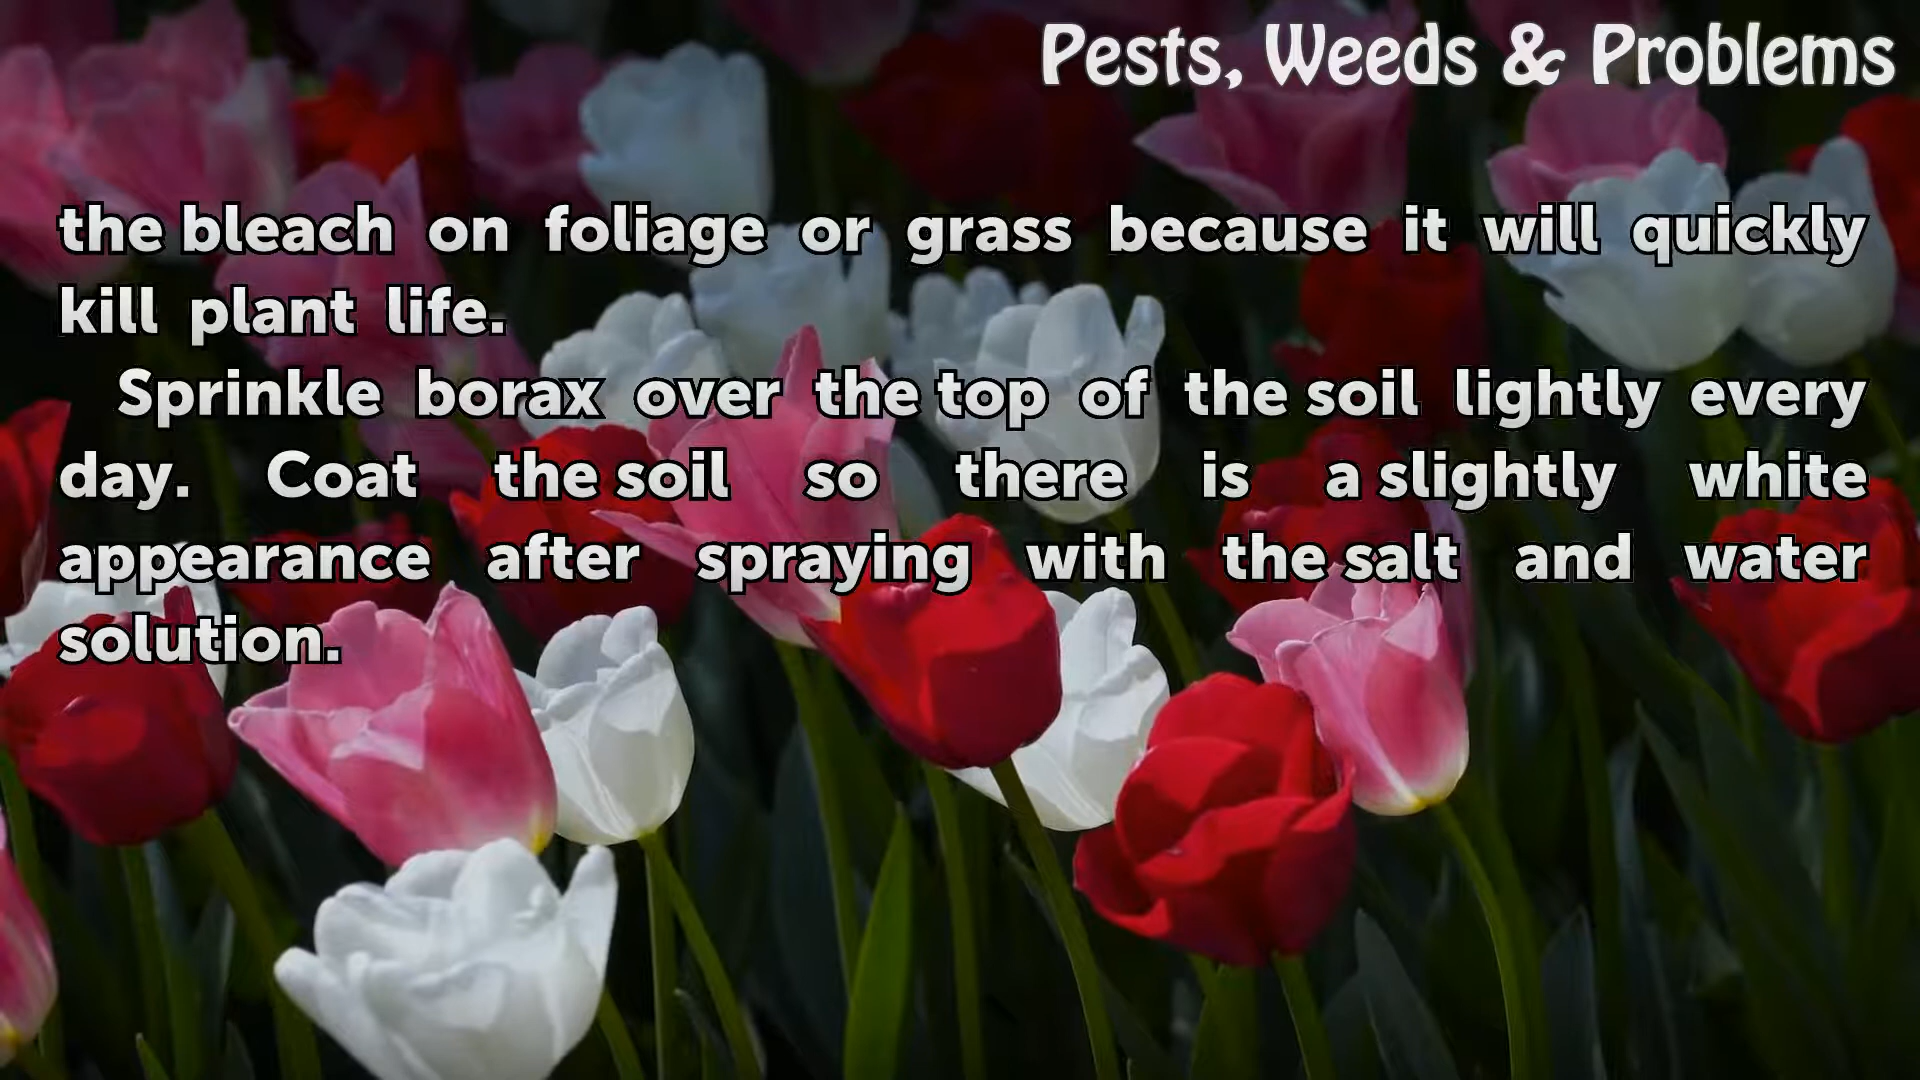 Pests, Weeds & Problems
the bleach on foliage or grass because it will quickly
kill plant life.
Sprinkle borax over the top of the soil lightly every
day. Coat the soil so there is a slightly white
appearance after spraying with the salt and water
solution.